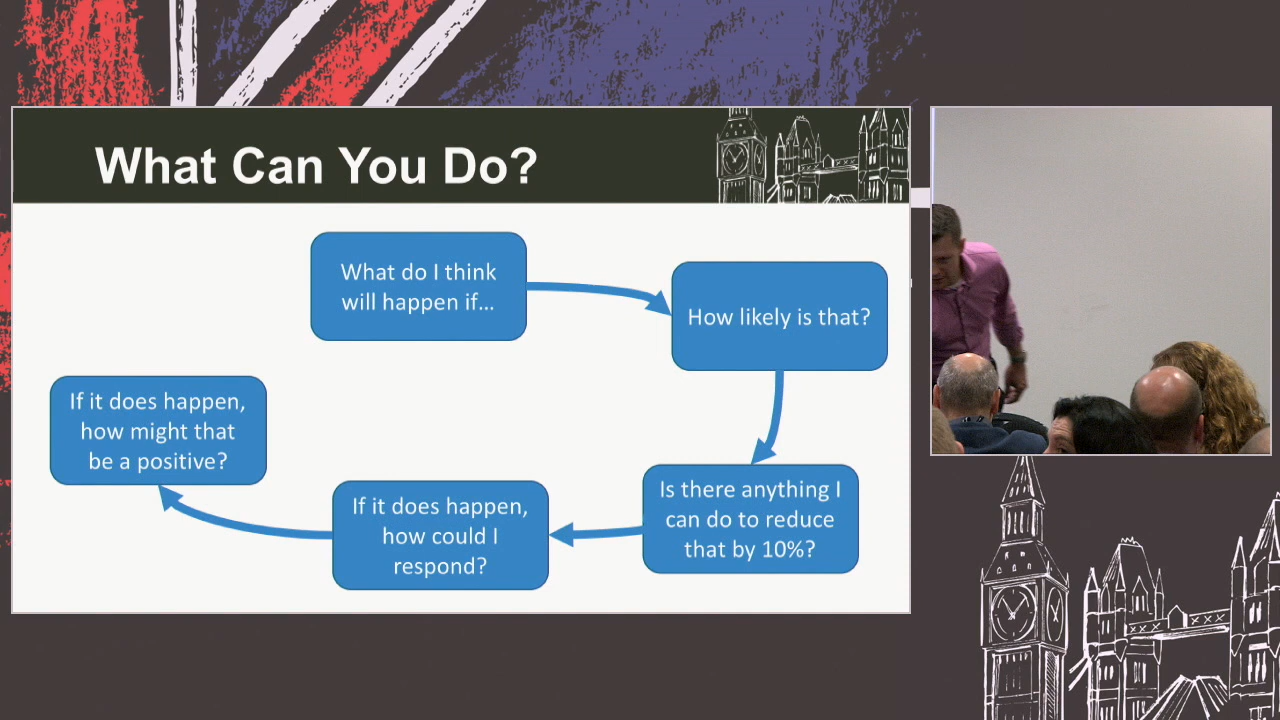 What Can You Do?
What do I think
will happen if...
How likely is that?
Is there anything I
can do to reduce
that by 10%?
If it does happen,
how could I
respond?
If it does happen,
how might that
be a positive?